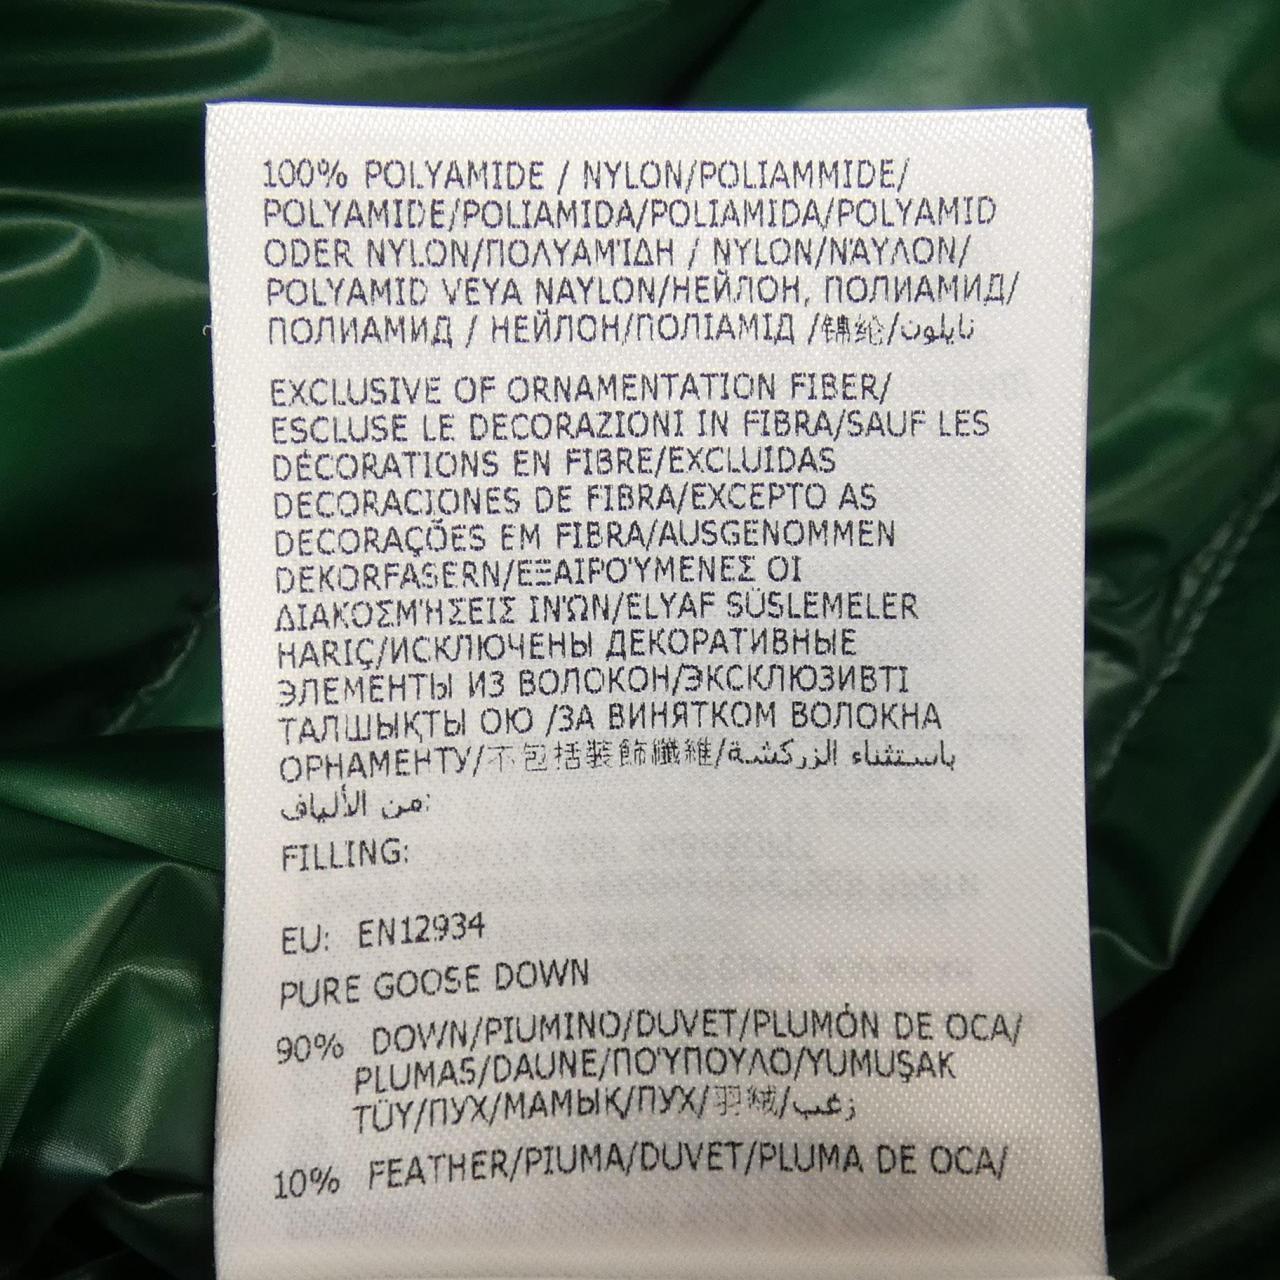 100% POLYAMIDE / NYLON/POLIAMMIDE/
POLYAMIDE/POLIAMIDA/POLIAMIDA/POLYAMID
ODER NYLON/ΠΟΛΥΑΜΊΔΗ / NYLON/ΝΆΥΛΟΝ/
POLYAMID VEYA NAYLON/НЕЙЛОН, ПОЛИАМИД/
ПОЛИАМИД / НЕЙЛОН/ПОЛІАМІД /锦纶/نايلون
EXCLUSIVE OF ORNAMENTATION FIBER/
ESCLUSE LE DECORAZIONI IN FIBRA/SAUF LES
DÉCORATIONS EN FIBRE/EXCLUIDAS
DECORACIONES DE FIBRA/EXCEPTO AS
DECORAÇÕES EM FIBRA/AUSGENOMMEN
DEKORFASERN/ΕΞΑΙΡΟΎΜΕΝΕΣ ΟΙ
ΔΙΑΚΟΣΜΉΣΕΙΣ ΙΝΏΝ/ELYAF SÜSLEMELER
HARIÇ/ИСКЛЮЧЕНЫ ДЕКОРАТИВНЫЕ
ЭЛЕМЕНТЫ ИЗ ВОЛОКОН/ЭКСКЛЮЗИВТІ
ТАЛШЫҚТЫ ОЮ /ЗА ВИНЯТКОМ ВОЛОКНА
ОРНАМЕНТУ/不包括装飾纖維/باستثناء الزركشة
من الألياف:
FILLING:
EU: EN12934
PURE GOOSE DOWN
90% DOWN/PIUMINO/DUVET/PLUMÓN DE OCA/
PLUMAS/DAUNE/ΠΟΎΠΟΥΛΟ/YUMUŞAK
TÜY/ПУХ/МАМЫҚ/ПУХ/羽絨/زغب
10% FEATHER/PIUMA/DUVET/PLUMA DE OCA/